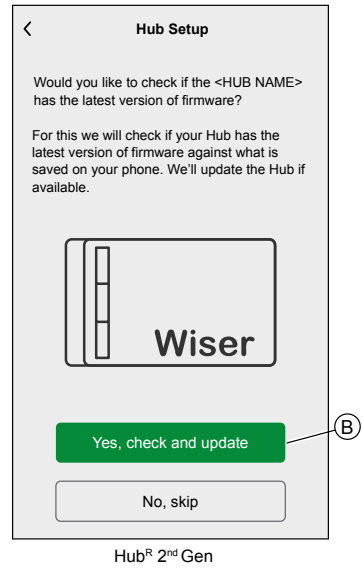 Hub Setup
Would you like to check if the <HUB NAME>
has the latest version of firmware?
For this we will check if your Hub has the
latest version of firmware against what is
saved on your phone. We’ll update the Hub if
available.
Wiser
Yes, check and update
B
No, skip
Hubᴿ 2ⁿᵈ Gen